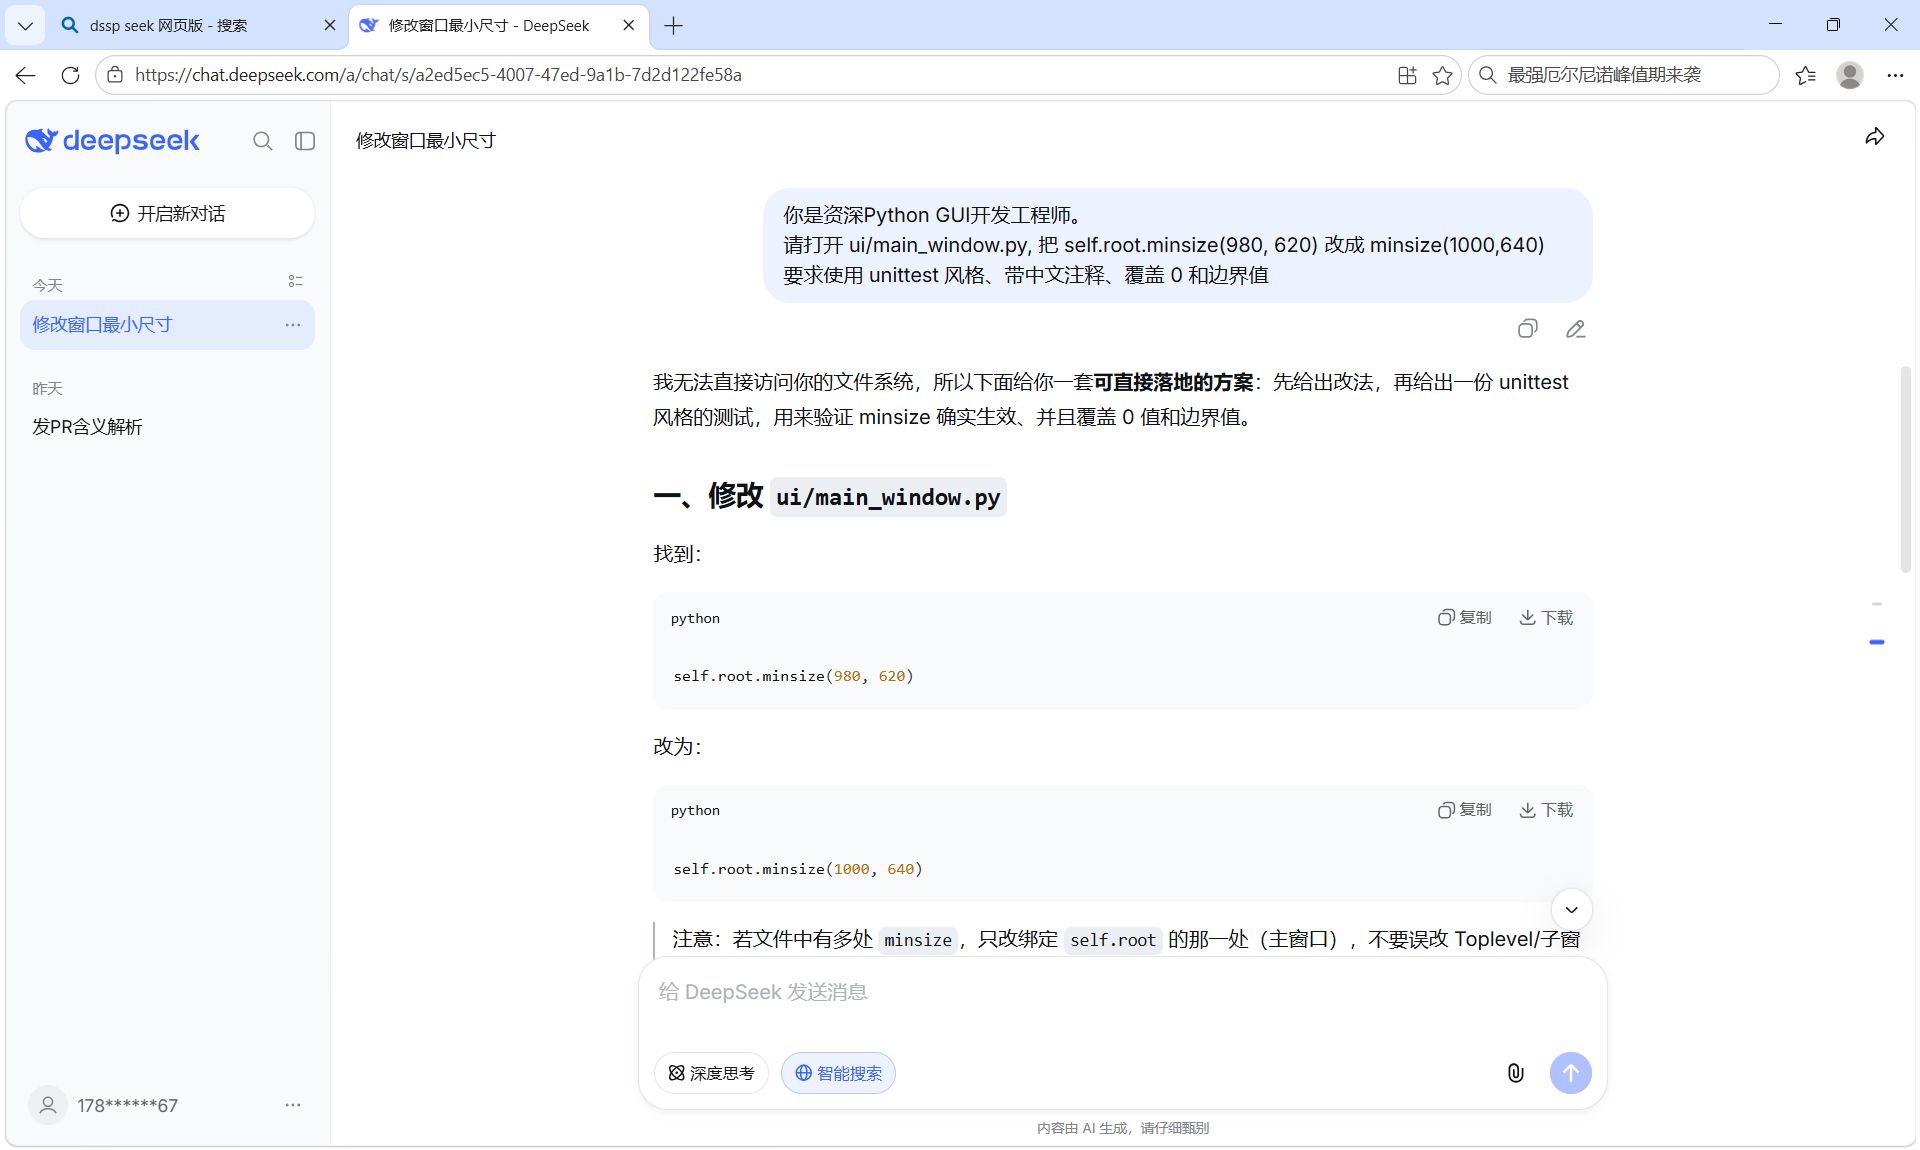 dssp seek 网页版 - 搜索
修改窗口最小尺寸 - DeepSeek
https://chat.deepseek.com/a/chat/s/a2ed5ec5-4007-47ed-9a1b-7d2d122fe58a
最强厄尔尼诺峰值期来袭
deepseek
修改窗口最小尺寸
开启新对话
你是资深Python GUI开发工程师。
请打开 ui/main_window.py, 把 self.root.minsize(980, 620) 改成 minsize(1000,640)
要求使用 unittest 风格、带中文注释、覆盖 0 和边界值
今天
修改窗口最小尺寸
昨天
发PR含义解析
我无法直接访问你的文件系统，所以下面给你一套可直接落地的方案：先给出改法，再给出一份 unittest
风格的测试，用来验证 minsize 确实生效、并且覆盖 0 值和边界值。
一、修改 ui/main_window.py
找到：
python
复制
下载
self.root.minsize(980, 620)
改为：
python
复制
下载
self.root.minsize(1000, 640)
注意：若文件中有多处 minsize，只改绑定 self.root 的那一处（主窗口），不要误改 Toplevel/子窗
给 DeepSeek 发送消息
深度思考
智能搜索
178******67
内容由 AI 生成，请仔细甄别